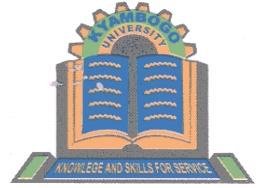 KYAMBOGO
UNIVERSITY
KNOWLEGE AND SKILLS FOR SERVICE